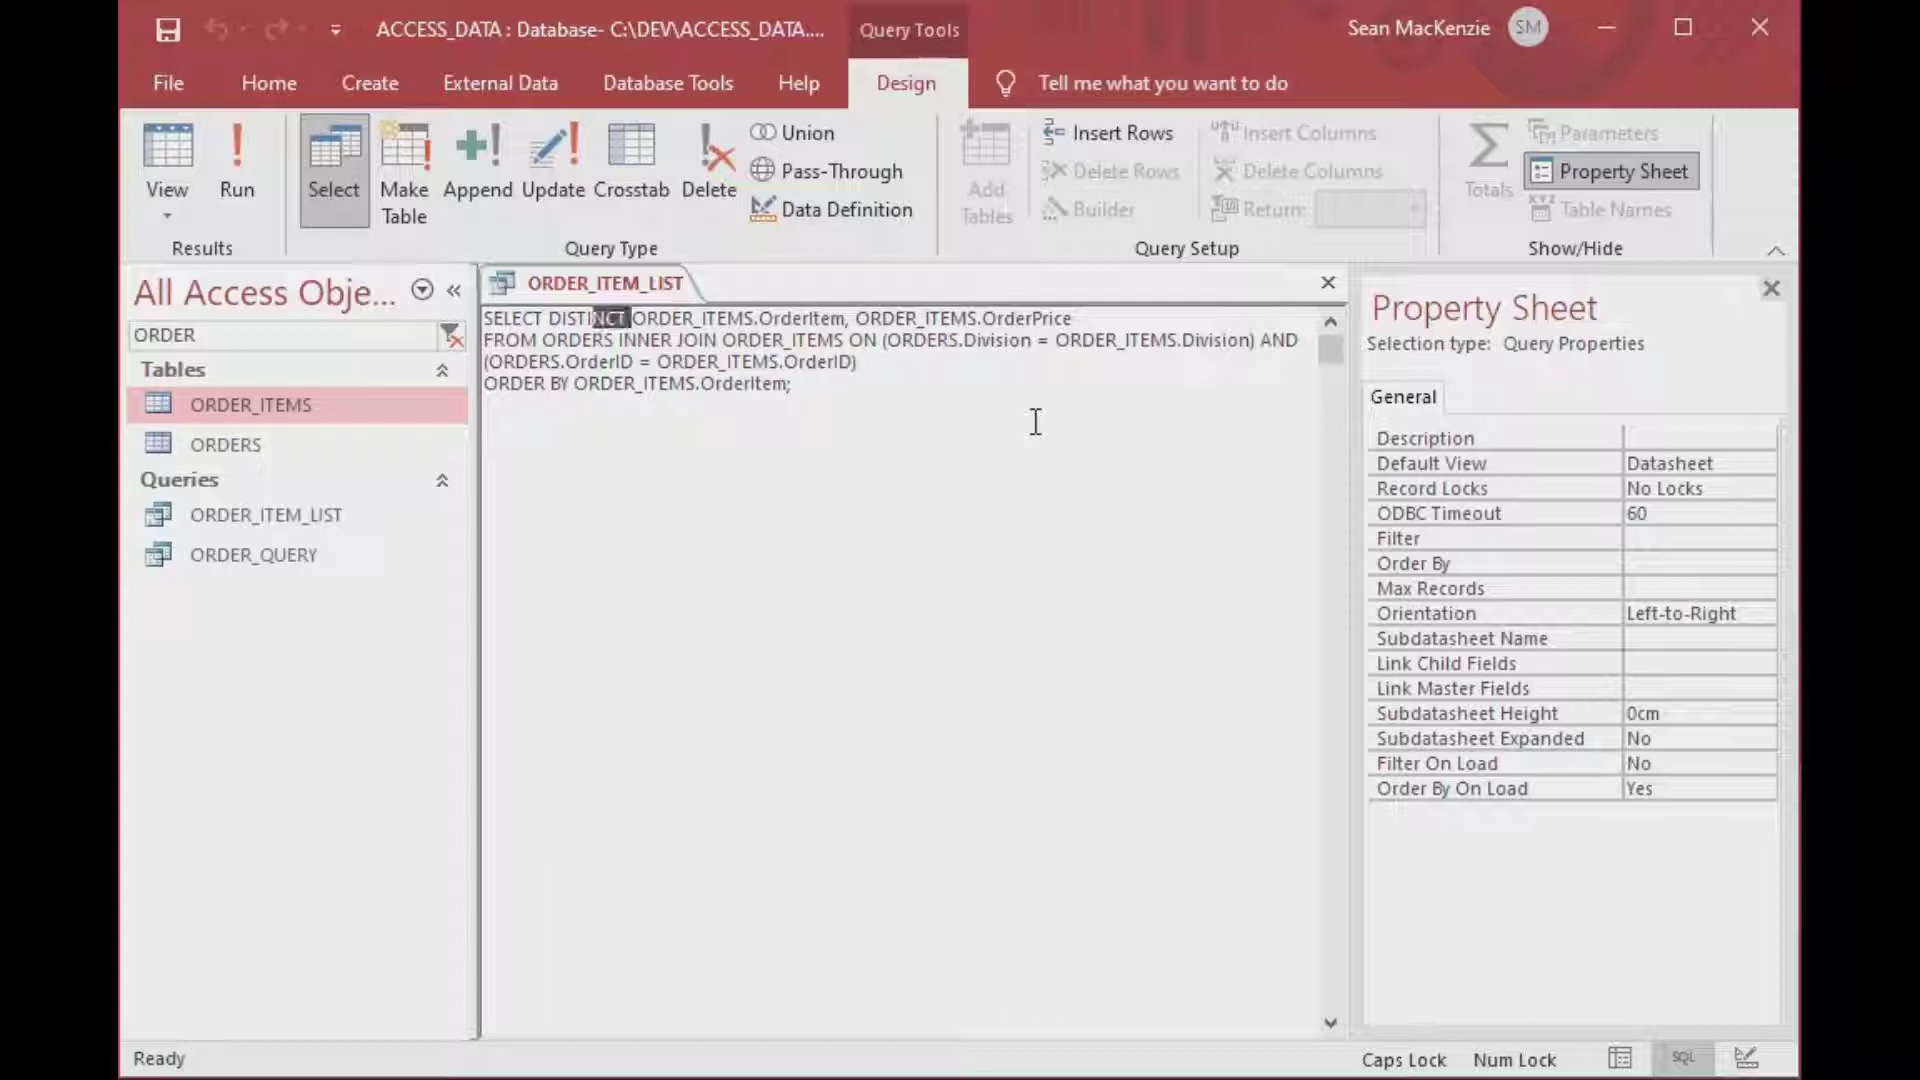 ACCESS_DATA : Database- C:\DEV\ACCESS_DATA....
Query Tools
Sean MacKenzie
SM
File
Home
Create
External Data
Database Tools
Help
Design
Tell me what you want to do
View
Run
Results
Select
Make Table
Append
Update
Crosstab
Delete
Union
Pass-Through
Data Definition
Query Type
Add Tables
Insert Rows
Delete Rows
Builder
Insert Columns
Delete Columns
Return:
Query Setup
Totals
Parameters
Property Sheet
Table Names
Show/Hide
All Access Obje...
ORDER
Tables
ORDER_ITEMS
ORDERS
Queries
ORDER_ITEM_LIST
ORDER_QUERY
ORDER_ITEM_LIST
SELECT DISTINCT ORDER_ITEMS.OrderItem, ORDER_ITEMS.OrderPrice
FROM ORDERS INNER JOIN ORDER_ITEMS ON (ORDERS.Division = ORDER_ITEMS.Division) AND
(ORDERS.OrderID = ORDER_ITEMS.OrderID)
ORDER BY ORDER_ITEMS.OrderItem;
Property Sheet
Selection type: Query Properties
General
Description
Default View Datasheet
Record Locks No Locks
ODBC Timeout 60
Filter
Order By
Max Records
Orientation Left-to-Right
Subdatasheet Name
Link Child Fields
Link Master Fields
Subdatasheet Height 0cm
Subdatasheet Expanded No
Filter On Load No
Order By On Load Yes
Ready
Caps Lock
Num Lock
SQL